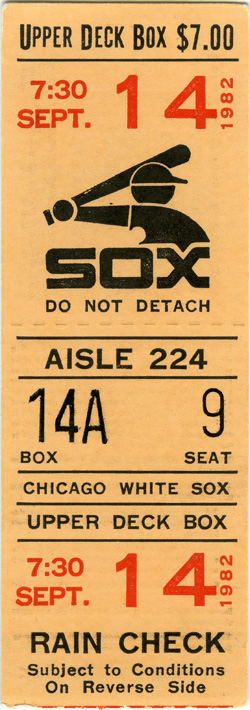 UPPER DECK BOX $7.00
7:30 SEPT. 14 1982
SOX
DO NOT DETACH
AISLE 224
14A 9
BOX SEAT
CHICAGO WHITE SOX
UPPER DECK BOX
7:30 SEPT. 14 1982
RAIN CHECK
Subject to Conditions
On Reverse Side